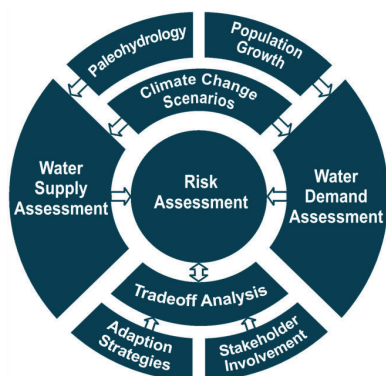 Paleohydrology
Population
Growth
Climate Change
Scenarios
Water
Supply
Assessment
Risk
Assessment
Water
Demand
Assessment
Tradeoff Analysis
Adaption
Strategies
Stakeholder
Involvement